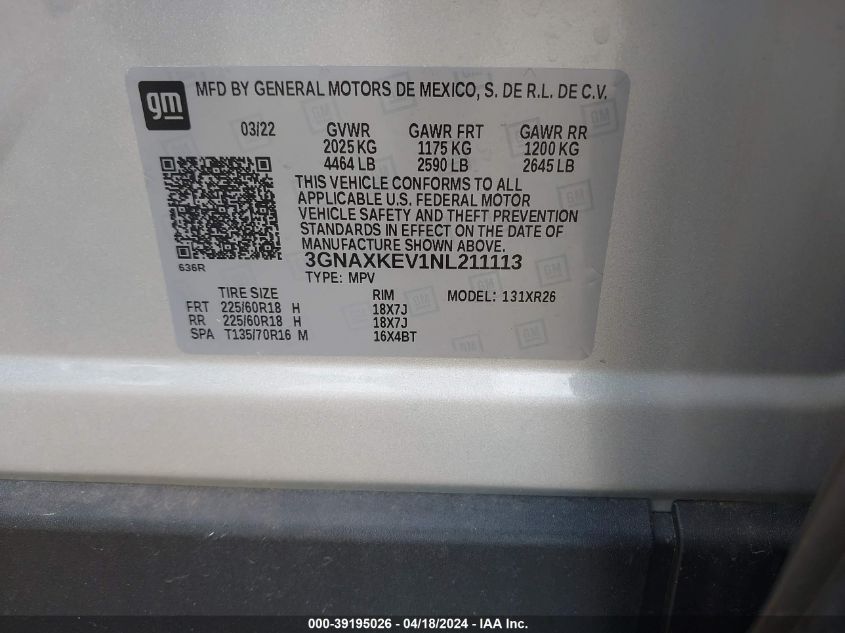 gm
MFD BY GENERAL MOTORS DE MEXICO, S. DE R.L. DE C.V.
03/22 GVWR GAWR FRT GAWR RR
2025 KG 1175 KG 1200 KG
4464 LB 2590 LB 2645 LB
THIS VEHICLE CONFORMS TO ALL
APPLICABLE U.S. FEDERAL MOTOR
VEHICLE SAFETY AND THEFT PREVENTION
STANDARDS IN EFFECT ON THE DATE OF
MANUFACTURE SHOWN ABOVE.
636R
3GNAXKEV1NL211113
TYPE: MPV
TIRE SIZE RIM MODEL: 131XR26
FRT 225/60R18 H 18X7J
RR 225/60R18 H 18X7J
SPA T135/70R16 M 16X4BT
000-39195026 - 04/18/2024 - IAA Inc.